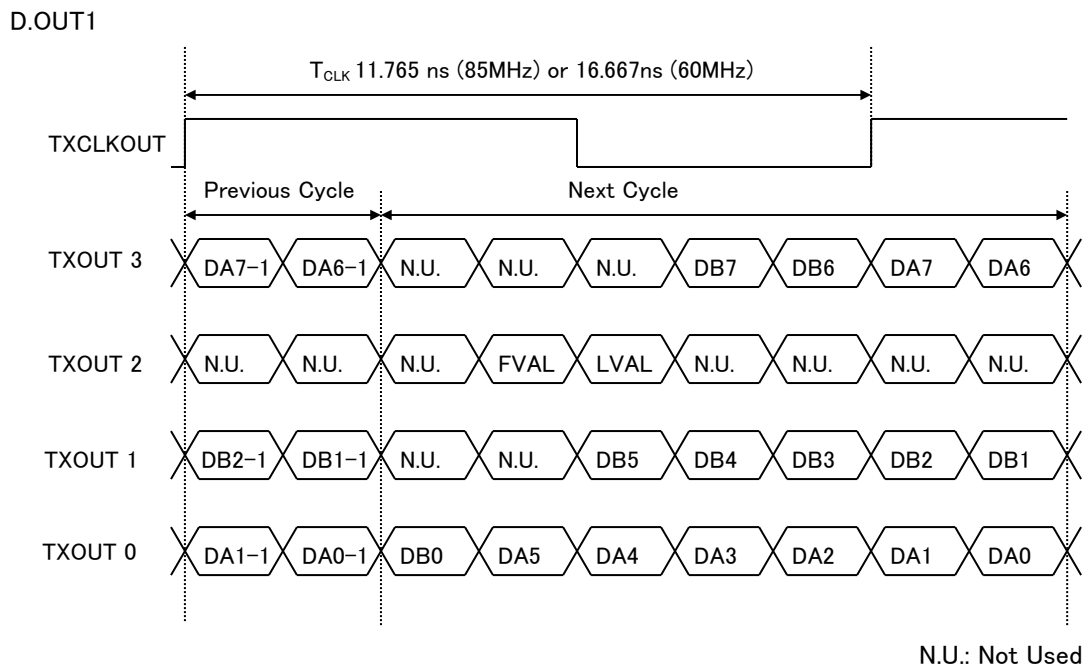 D.OUT1
TCLK 11.765 ns (85MHz) or 16.667ns (60MHz)
TXCLKOUT
Previous Cycle Next Cycle
TXOUT 3 DA7-1 DA6-1 N.U. N.U. N.U. DB7 DB6 DA7 DA6
TXOUT 2 N.U. N.U. N.U. FVAL LVAL N.U. N.U. N.U. N.U.
TXOUT 1 DB2-1 DB1-1 N.U. N.U. DB5 DB4 DB3 DB2 DB1
TXOUT 0 DA1-1 DA0-1 DB0 DA5 DA4 DA3 DA2 DA1 DA0
N.U.: Not Used